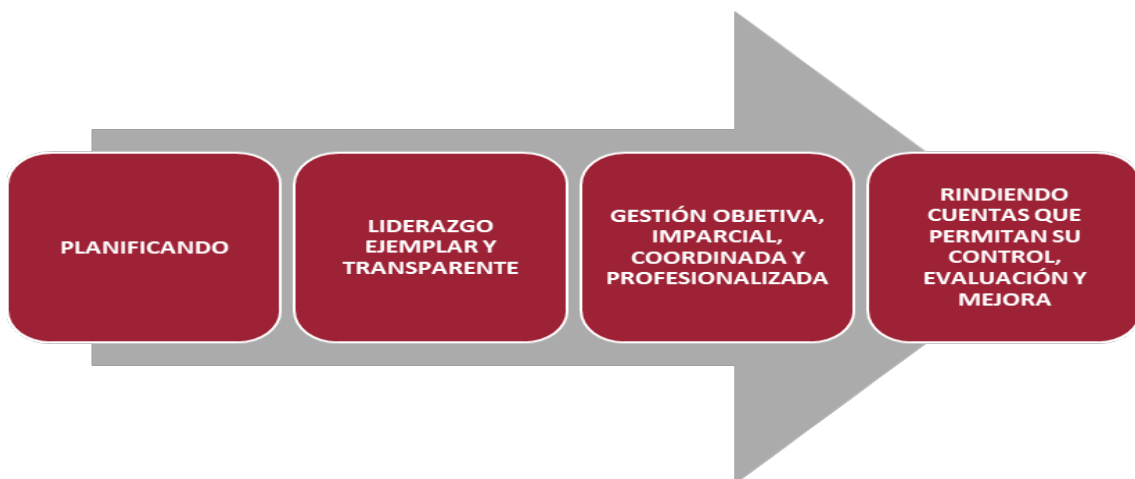 PLANIFICANDO
LIDERAZGO
EJEMPLAR Y
TRANSPARENTE
GESTIÓN OBJETIVA,
IMPARCIAL,
COORDINADA Y
PROFESIONALIZADA
RINDIENDO
CUENTAS QUE
PERMITAN SU
CONTROL,
EVALUACIÓN Y
MEJORA